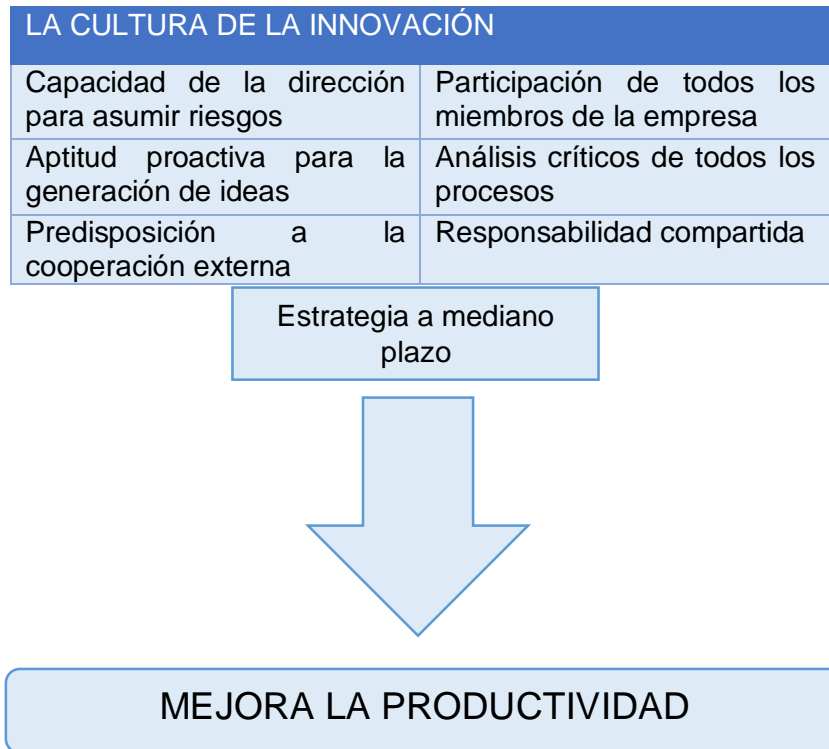 LA CULTURA DE LA INNOVACIÓN
Capacidad de la dirección
para asumir riesgos
Participación de todos los
miembros de la empresa
Aptitud proactiva para la
generación de ideas
Análisis críticos de todos los
procesos
Predisposición a la
cooperación externa
Responsabilidad compartida
Estrategia a mediano
plazo
MEJORA LA PRODUCTIVIDAD